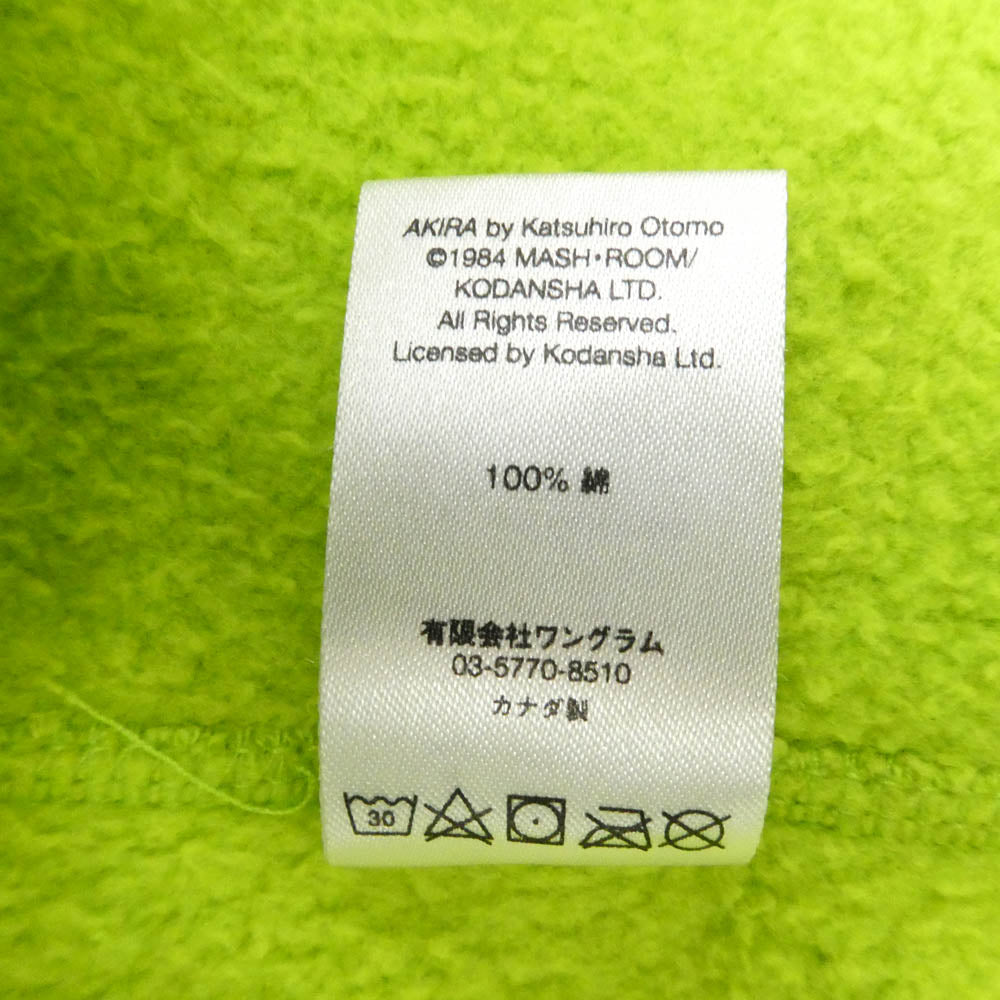 AKIRA by Katsuhiro Otomo
©1984 MASH・ROOM/
KODANSHA LTD.
All Rights Reserved.
Licensed by Kodansha Ltd.
100% 綿
有限会社ワングラム
03-5770-8510
カナダ製
30